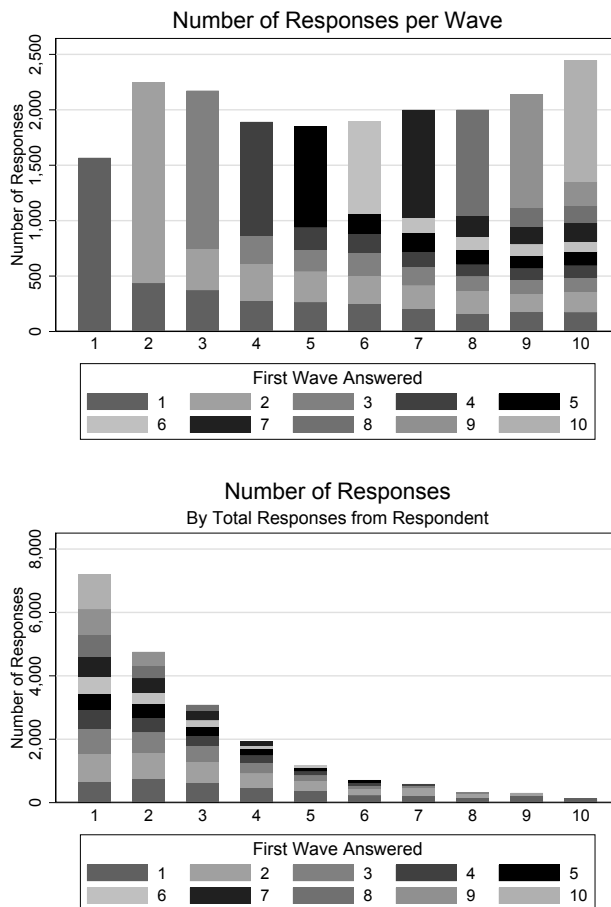 Number of Responses per Wave
Number of Responses
2,500
2,000
1,500
1,000
500
0
1 2 3 4 5 6 7 8 9 10
First Wave Answered
1 2 3 4 5
6 7 8 9 10
Number of Responses
By Total Responses from Respondent
Number of Responses
8,000
6,000
4,000
2,000
0
1 2 3 4 5 6 7 8 9 10
First Wave Answered
1 2 3 4 5
6 7 8 9 10